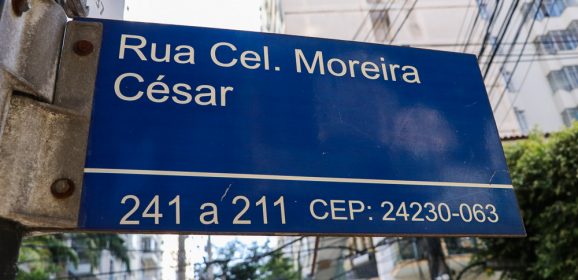 Rua Cel. Moreira
César
241 a 211 CEP: 24230-063